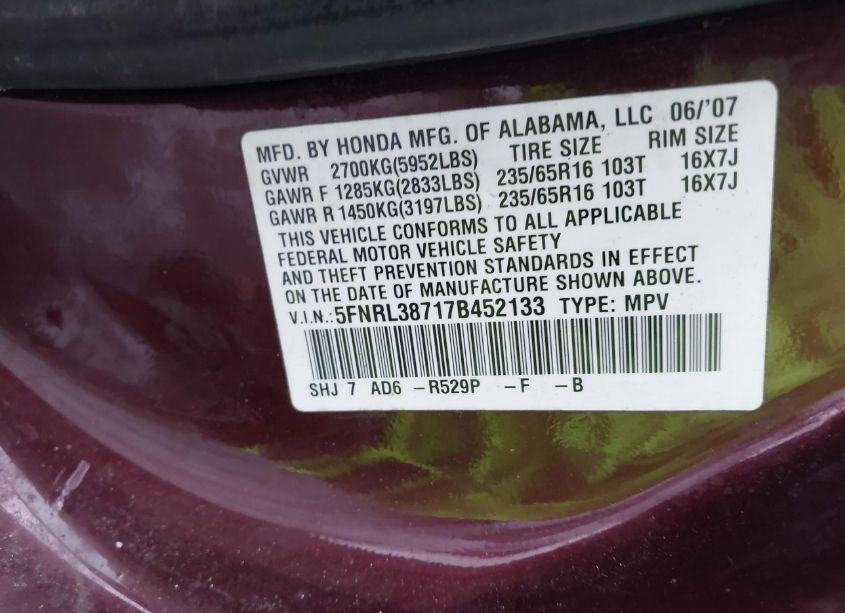 MFD. BY HONDA MFG. OF ALABAMA, LLC 06/'07
GVWR 2700KG(5952LBS) TIRE SIZE RIM SIZE
GAWR F 1285KG(2833LBS) 235/65R16 103T 16X7J
GAWR R 1450KG(3197LBS) 235/65R16 103T 16X7J
THIS VEHICLE CONFORMS TO ALL APPLICABLE
FEDERAL MOTOR VEHICLE SAFETY
AND THEFT PREVENTION STANDARDS IN EFFECT
ON THE DATE OF MANUFACTURE SHOWN ABOVE.
V.I.N.:5FNRL38717B452133 TYPE: MPV
SHJ 7 AD6 -R529P -F -B